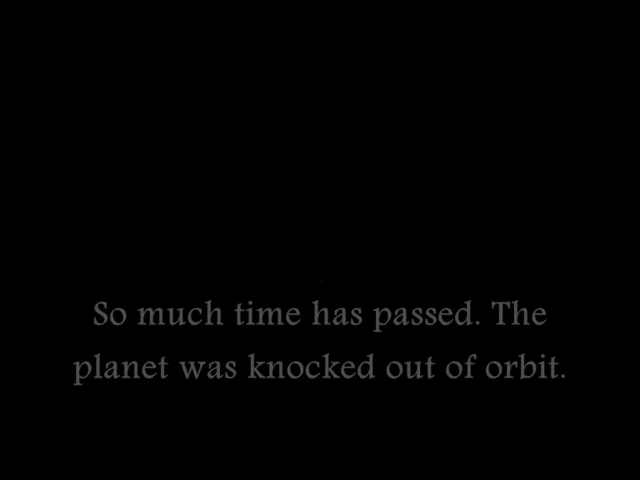 So much time has passed. The
planet was knocked out of orbit.